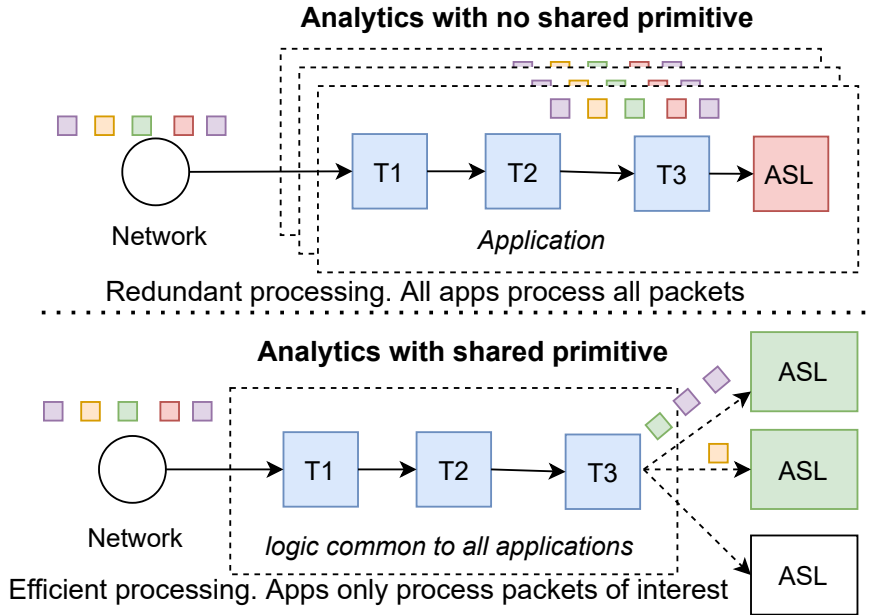 Analytics with no shared primitive
T1
T2
T3
ASL
Network
Application
Redundant processing. All apps process all packets
Analytics with shared primitive
ASL
T1
T2
T3
ASL
Network
logic common to all applications
ASL
Efficient processing. Apps only process packets of interest